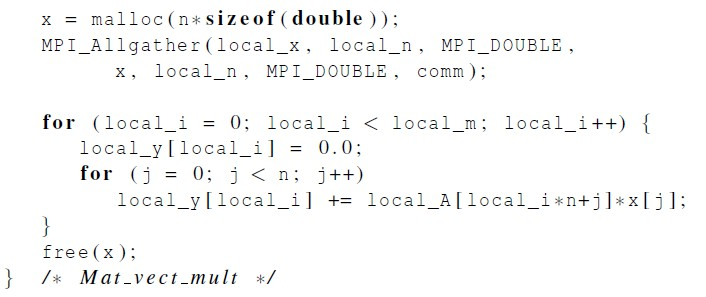 x = malloc(n*sizeof(double));
MPI_Allgather(local_x, local_n, MPI_DOUBLE,
x, local_n, MPI_DOUBLE, comm);
for (local_i = 0; local_i < local_m; local_i++) {
local_y[local_i] = 0.0;
for (j = 0; j < n; j++)
local_y[local_i] += local_A[local_i*n+j]*x[j];
}
free(x);
} /* Mat_vect_mult */